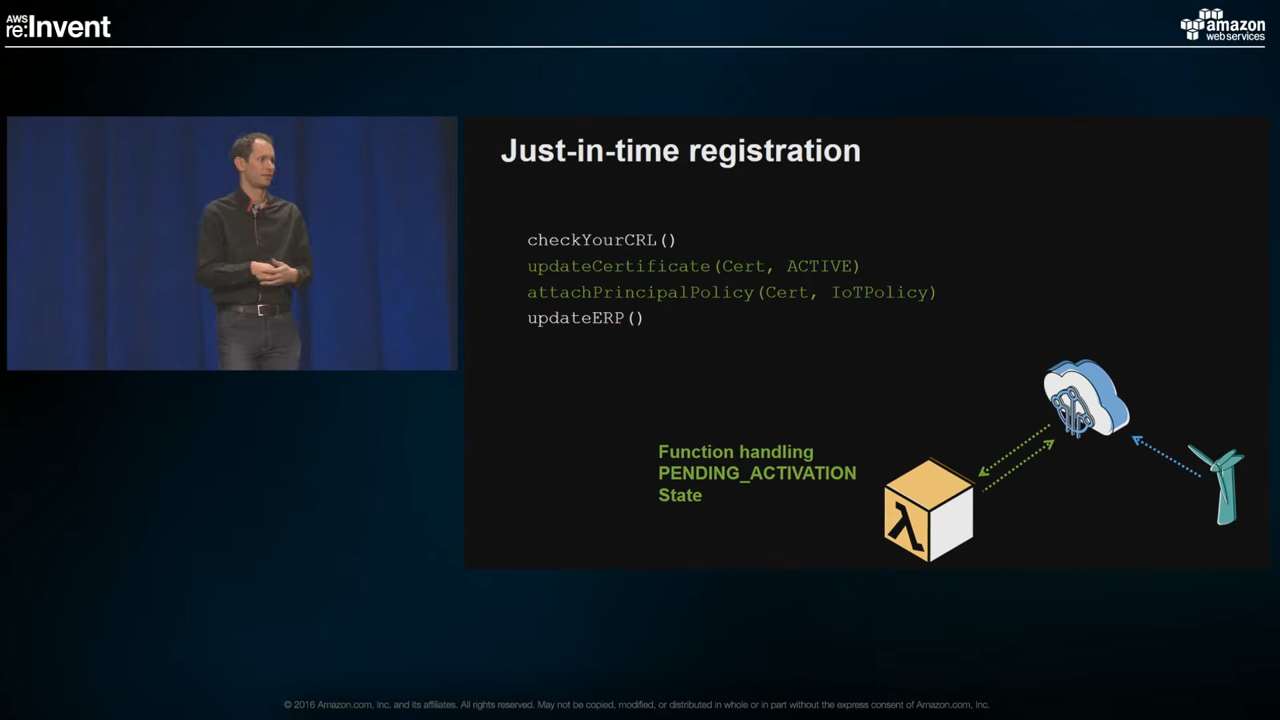 AWS
re:Invent
amazon
web services
Just-in-time registration
checkYourCRL()
updateCertificate(Cert, ACTIVE)
attachPrincipalPolicy(Cert, IoTPolicy)
updateERP()
Function handling
PENDING_ACTIVATION
State
λ
© 2016 Amazon.com, Inc. and its affiliates. All rights reserved. May not be copied, modified, or distributed in whole or in part without the express consent of Amazon.com, Inc.